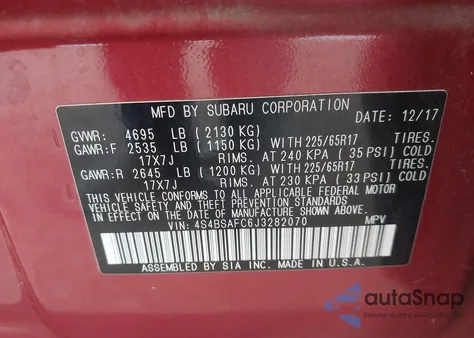 MFD BY SUBARU CORPORATION DATE: 12/17
GVWR: 4695 LB (2130 KG)
GAWR:F 2535 LB (1150 KG) WITH 225/65R17 TIRES.
17X7J RIMS. AT 240 KPA (35 PSI) COLD
GAWR:R 2645 LB (1200 KG) WITH 225/65R17 TIRES.
17X7J RIMS. AT 230 KPA (33 PSI) COLD
THIS VEHICLE CONFORMS TO ALL APPLICABLE FEDERAL MOTOR
VEHICLE SAFETY, BUMPER AND THEFT PREVENTION STANDARDS
IN EFFECT ON THE DATE OF MANUFACTURE SHOWN ABOVE.
VIN: 4S4BSAFC6J3282070 MPV
ASSEMBLED BY SIA INC. MADE IN U.S.A.
autoSnap